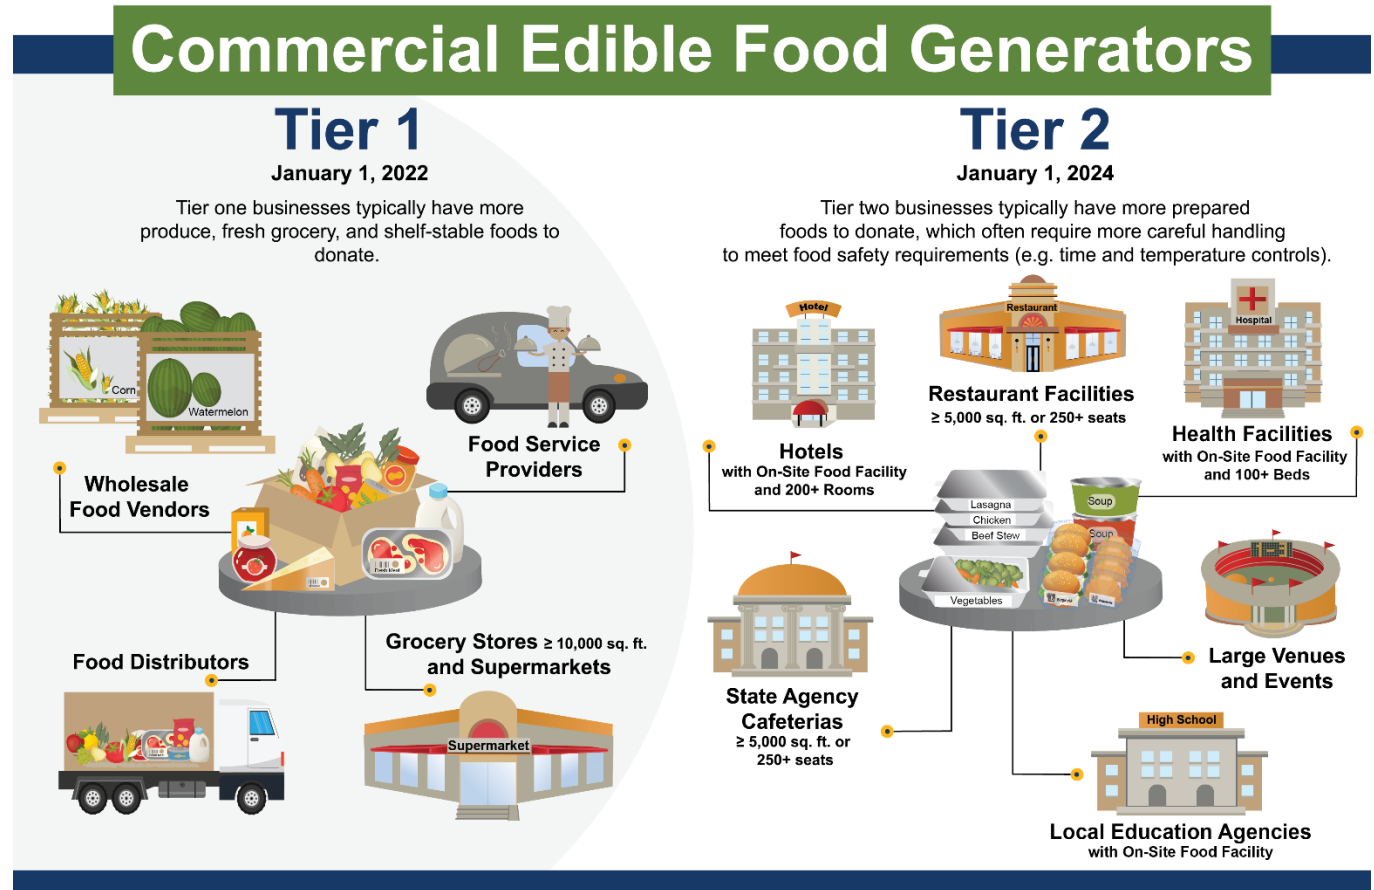 Commercial Edible Food Generators
Tier 1
January 1, 2022
Tier one businesses typically have more
produce, fresh grocery, and shelf-stable foods to
donate.
Corn
Watermelon
Wholesale
Food Vendors
Food Service
Providers
Fresh Meat
Food Distributors
Grocery Stores ≥ 10,000 sq. ft.
and Supermarkets
Supermarket
Tier 2
January 1, 2024
Tier two businesses typically have more prepared
foods to donate, which often require more careful handling
to meet food safety requirements (e.g. time and temperature controls).
Hotel
Hotels
with On-Site Food Facility
and 200+ Rooms
Restaurant
Restaurant Facilities
≥ 5,000 sq. ft. or 250+ seats
Hospital
Health Facilities
with On-Site Food Facility
and 100+ Beds
Lasagna
Chicken
Beef Stew
Vegetables
Soup
Soup
State Agency
Cafeterias
≥ 5,000 sq. ft. or
250+ seats
Large Venues
and Events
High School
Local Education Agencies
with On-Site Food Facility